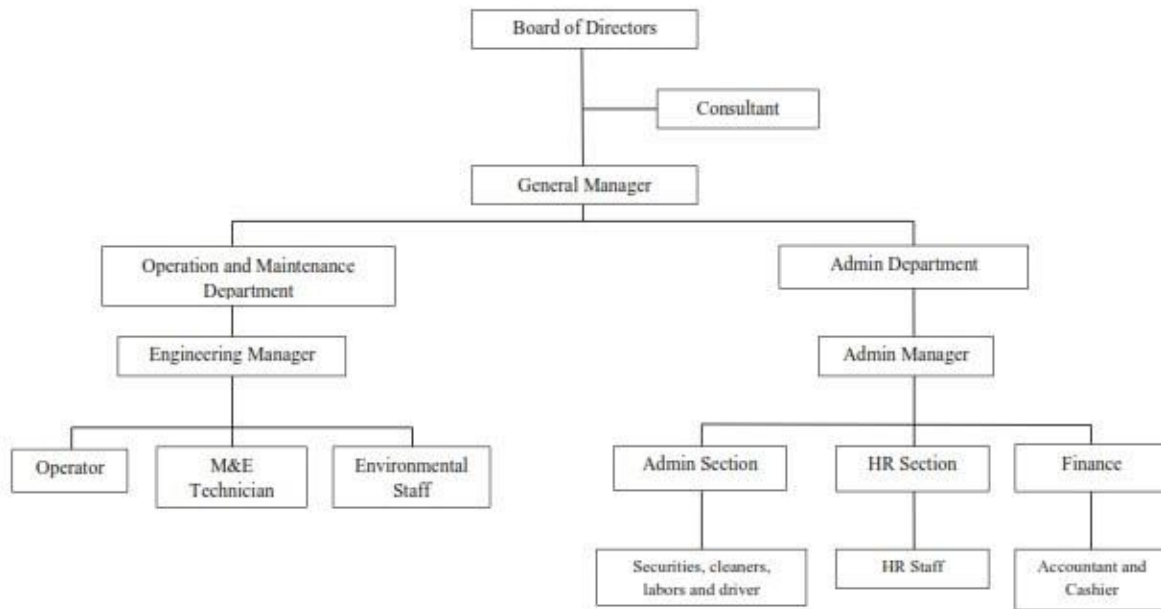 Board of Directors
Consultant
General Manager
Operation and Maintenance
Department
Admin Department
Engineering Manager
Admin Manager
Operator
M&E
Technician
Environmental
Staff
Admin Section
HR Section
Finance
Securities, cleaners,
labors and driver
HR Staff
Accountant and
Cashier